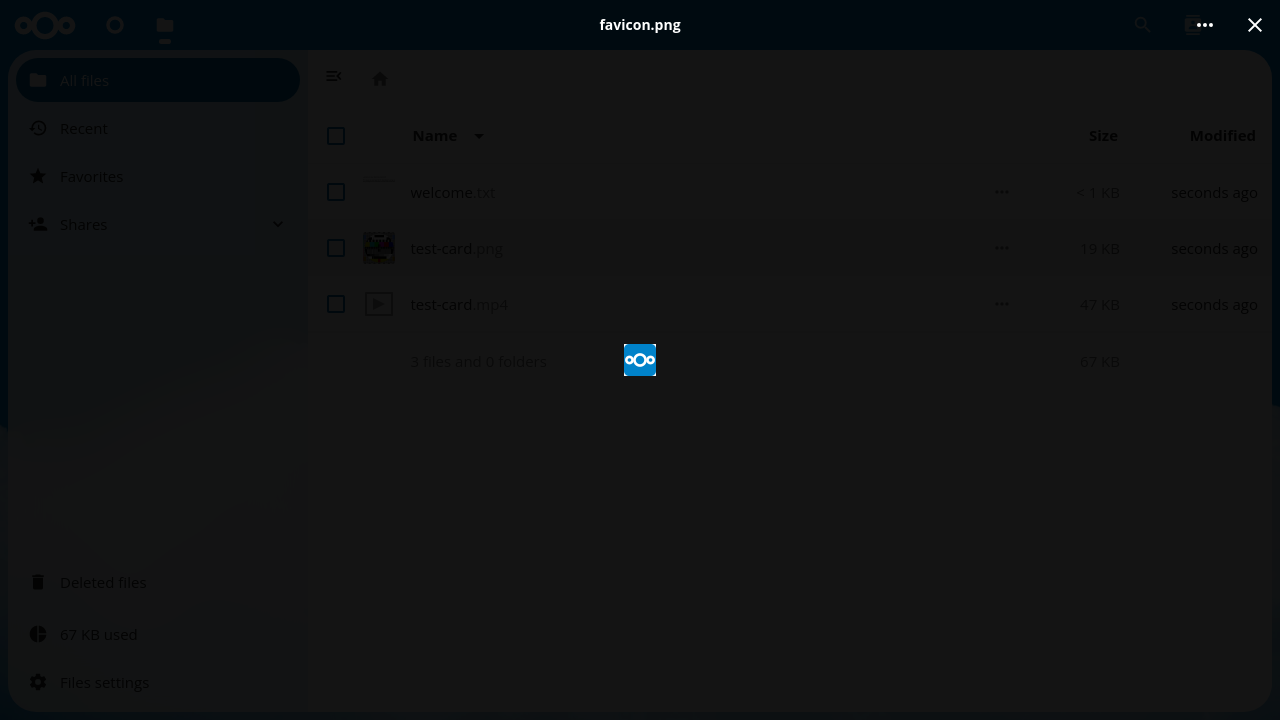 favicon.png
All files
Recent
Favorites
Shares
Deleted files
67 KB used
Files settings
Name Size Modified
welcome.txt < 1 KB seconds ago
test-card.png 19 KB seconds ago
test-card.mp4 47 KB seconds ago
3 files and 0 folders 67 KB